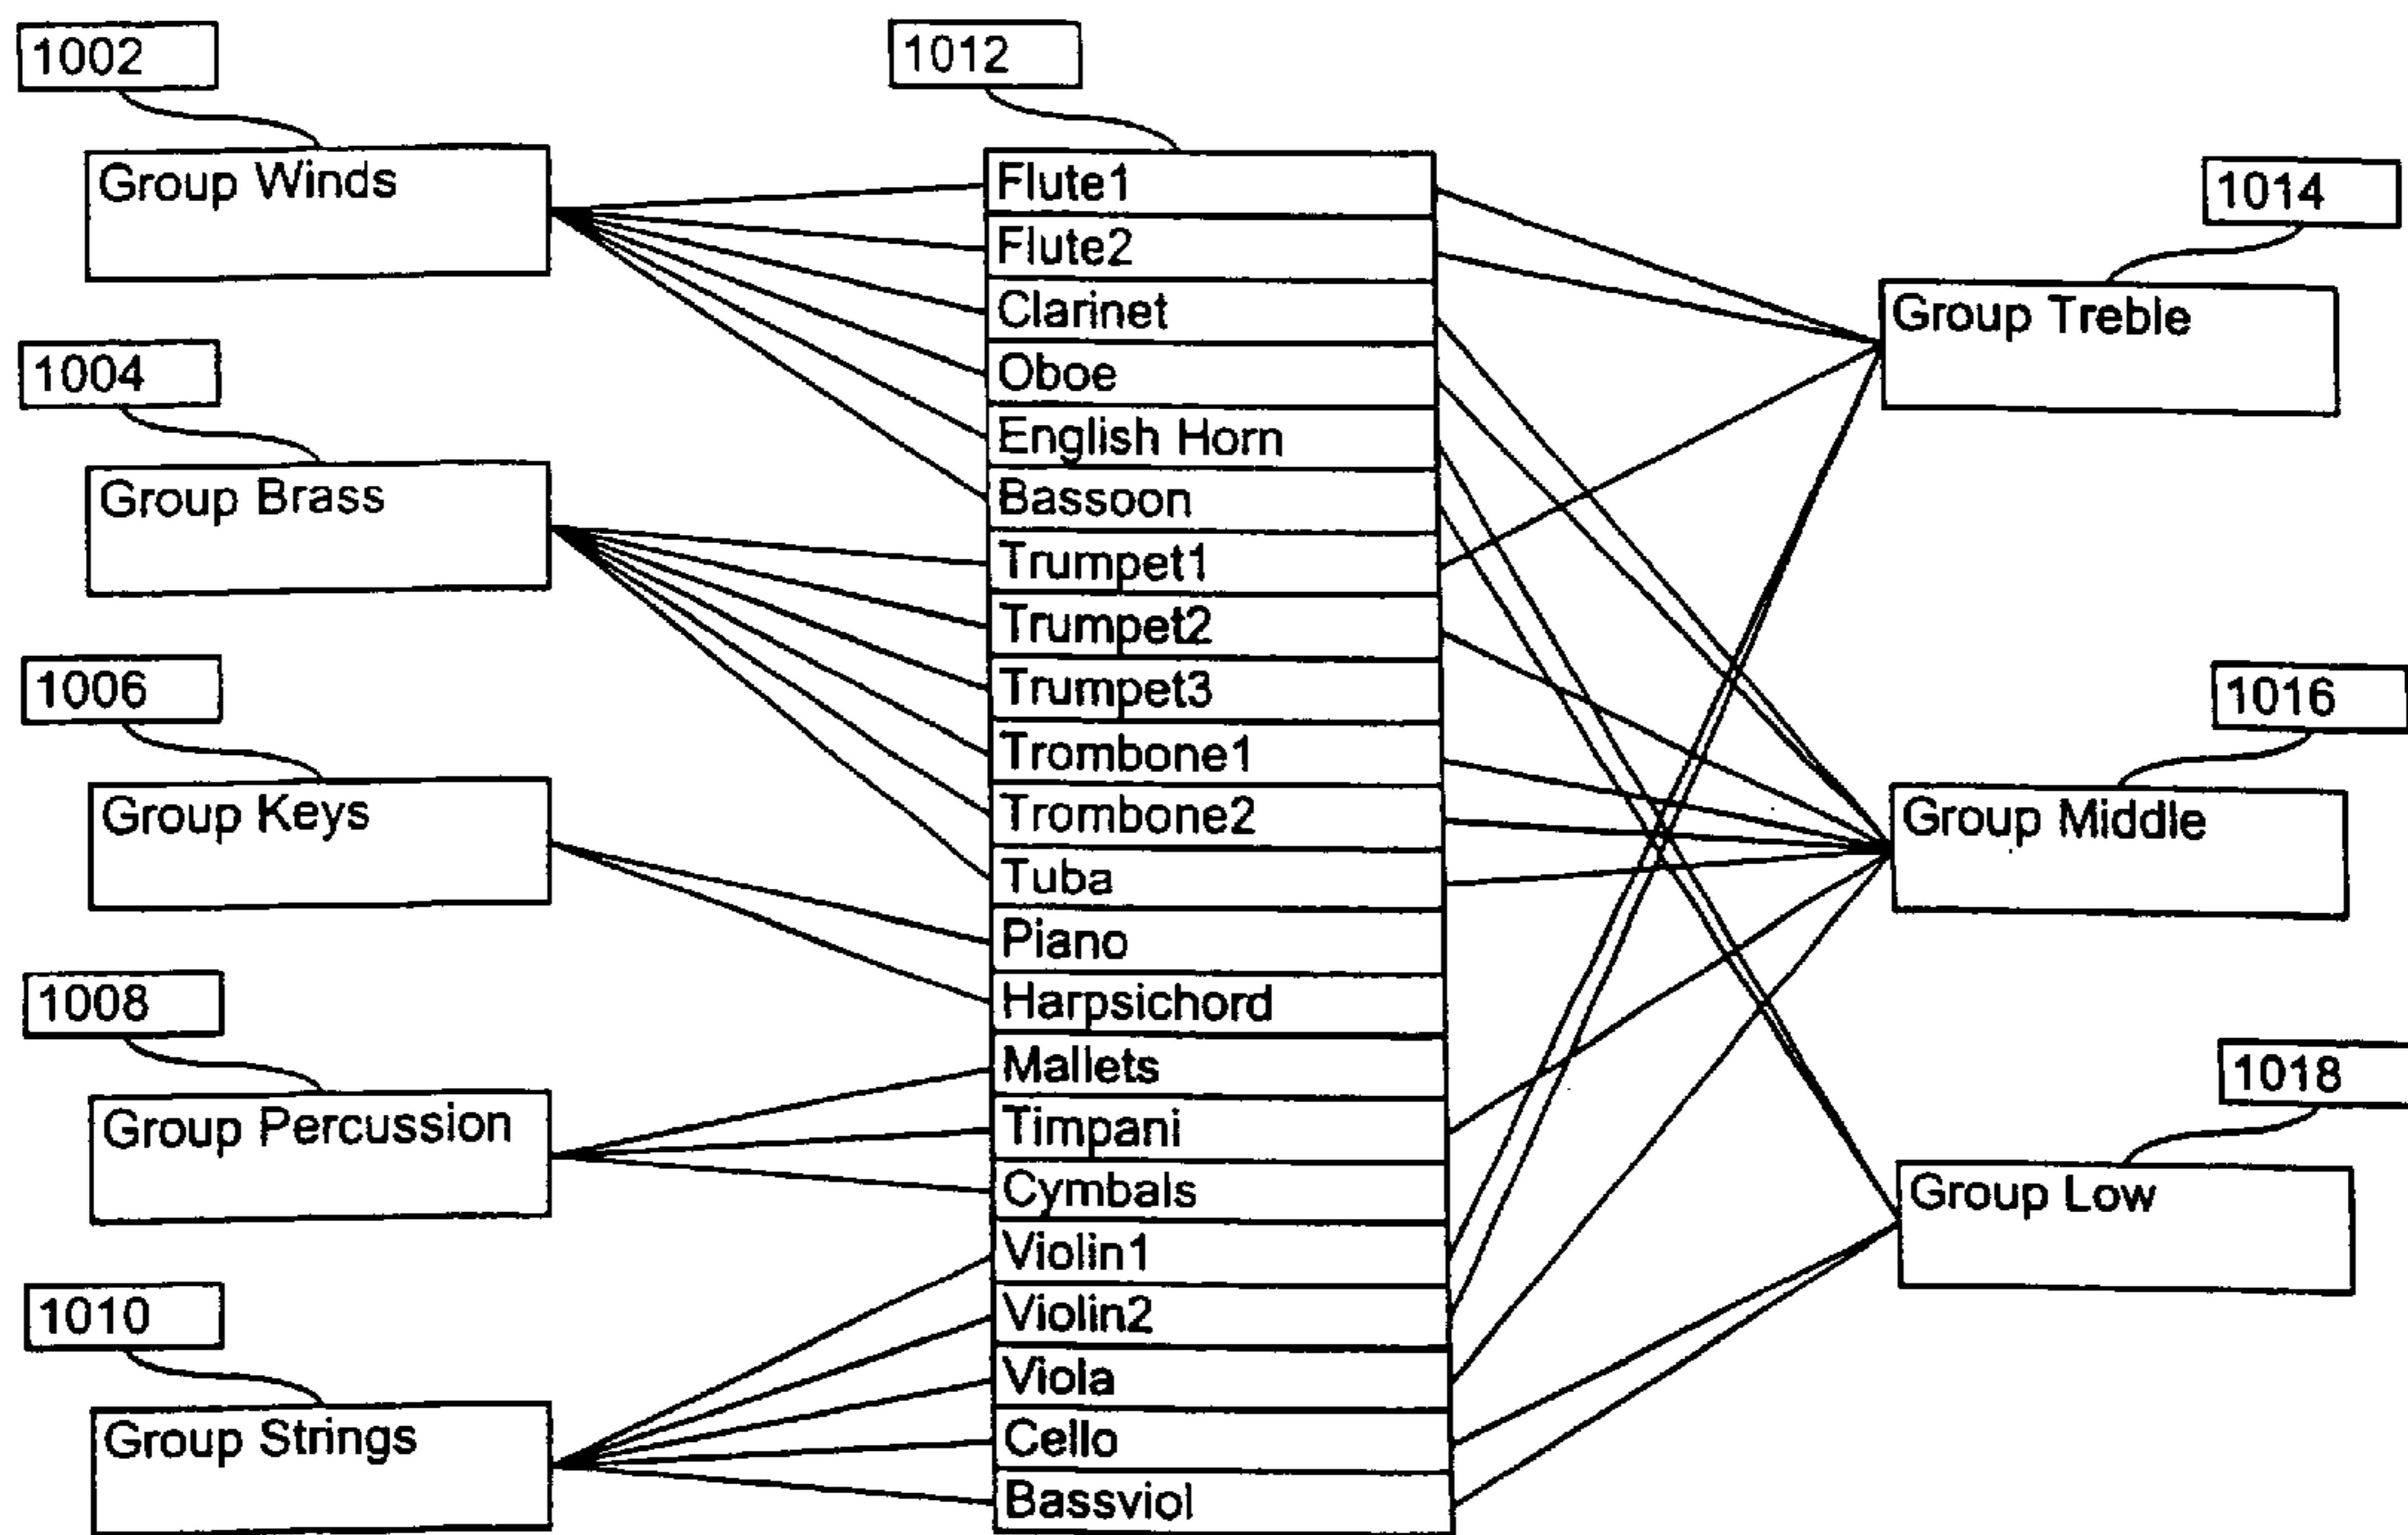 1002
Group Winds
1004
Group Brass
1006
Group Keys
1008
Group Percussion
1010
Group Strings
1012
Flute1
Flute2
Clarinet
Oboe
English Horn
Bassoon
Trumpet1
Trumpet2
Trumpet3
Trombone1
Trombone2
Tuba
Piano
Harpsichord
Mallets
Timpani
Cymbals
Violin1
Violin2
Viola
Cello
Bassviol
1014
Group Treble
1016
Group Middle
1018
Group Low